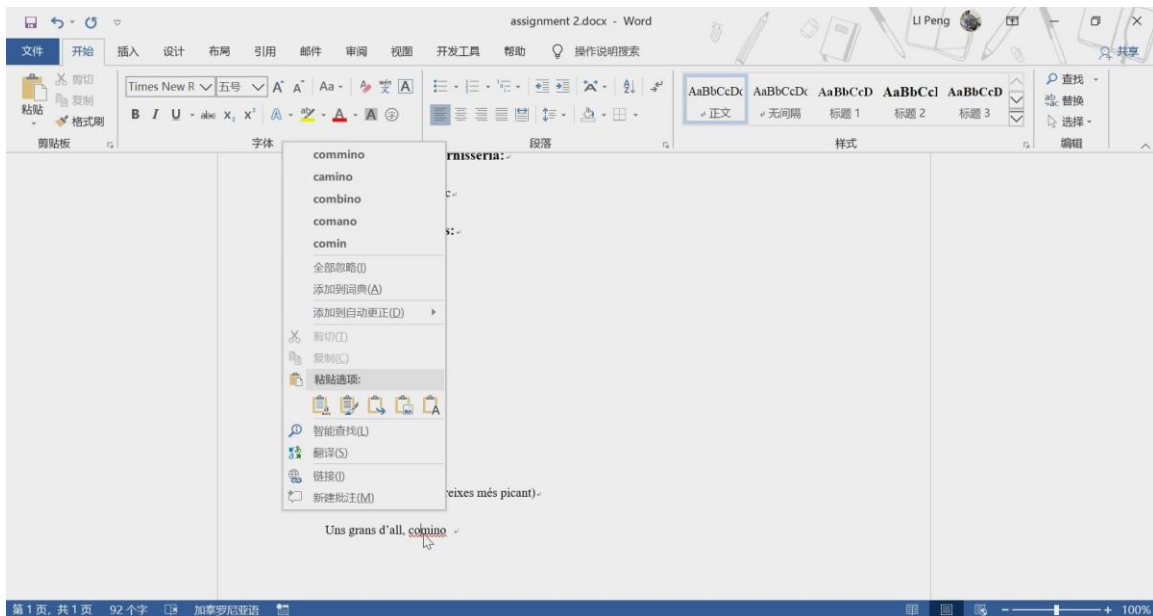 assignment 2.docx - Word
LI Peng
文件 开始 插入 设计 布局 引用 邮件 审阅 视图 开发工具 帮助 操作说明搜索 共享
剪切
复制
粘贴
格式刷
剪贴板
Times New R 五号 A A Aa 文 A
B I U abc X₂ X² A A A
字体
段落
AaBbCcDc AaBbCcDc AaBbCcD AaBbCcl AaBbCcD
正文 无间隔 标题 1 标题 2 标题 3
样式
查找
替换
选择
编辑
commino
camino
combino
comano
comin
全部忽略(I)
添加到词典(A)
添加到自动更正(D)
剪切(T)
复制(C)
粘贴选项:
智能查找(L)
翻译(S)
链接(I)
新建批注(M)
rnisseria:
c
s:
reixes més picant)
Uns grans d'all, comino
第 1 页, 共 1 页 92 个字 加泰罗尼亚语 100%